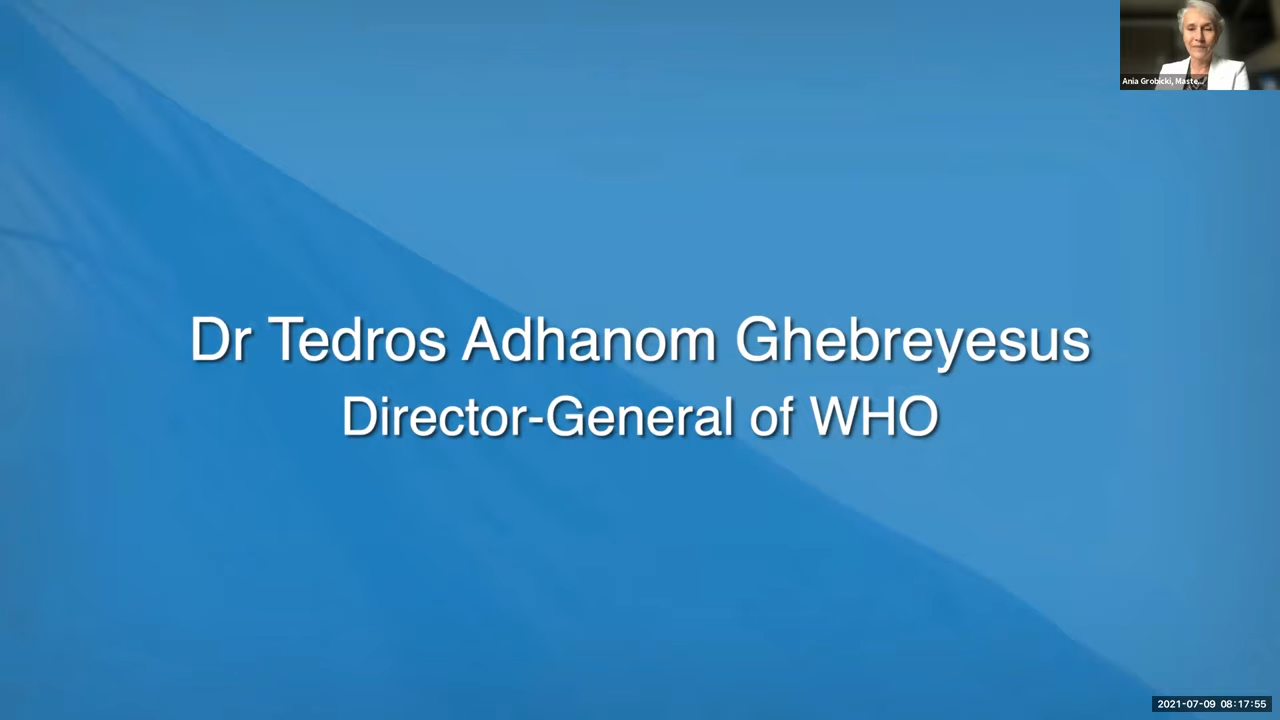 Ania Grobicki, Maste...
Dr Tedros Adhanom Ghebreyesus
Director-General of WHO
2021-07-09 08:17:55